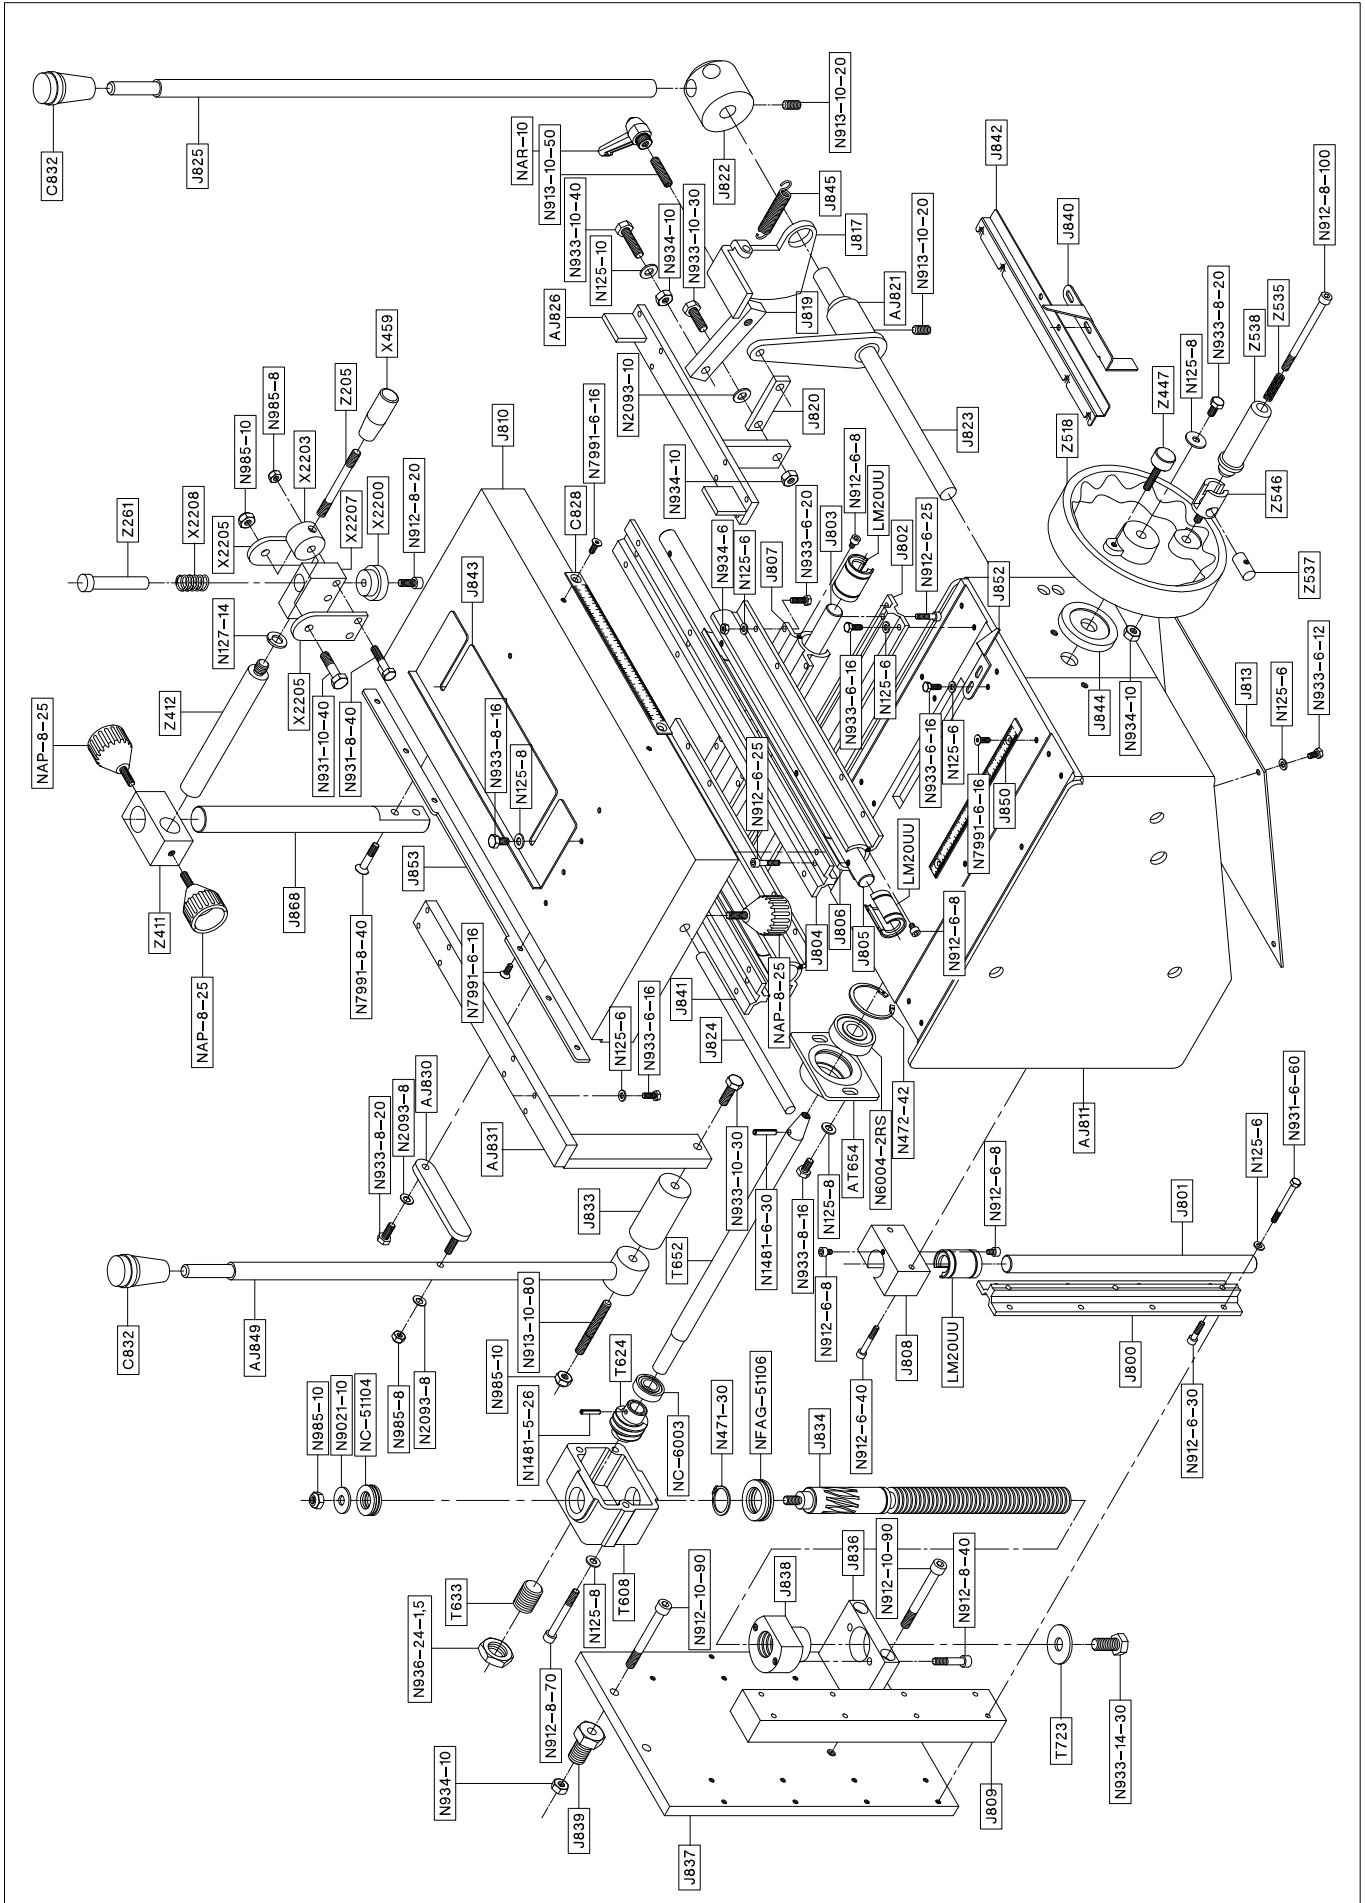 C832
J825
N913-10-20
J822
NAR-10
N913-10-50
N933-10-40
N125-10
N934-10
N933-10-30
J845
J817
J819
AJ821
N913-10-20
J842
J840
N912-8-100
N933-8-20
Z535
Z538
N125-8
Z447
Z518
Z546
Z537
AJ826
N2093-10
J820
N934-10
J823
X459
Z205
N985-8
X2203
N985-10
X2207
X2205
X2200
X2208
Z261
N912-8-20
N127-14
X2205
N931-10-40
N931-8-40
Z412
NAP-8-25
Z411
NAP-8-25
J868
N7991-8-40
J810
N7991-6-16
C828
J843
N933-8-16
N125-8
J853
N7991-6-16
N934-6
N125-6
J807
N933-6-20
J803
N912-6-8
LM20UU
J802
N912-6-25
J852
N933-6-16
N125-6
N933-6-16
N125-6
N7991-6-16
J850
J844
N934-10
J813
N125-6
N933-6-12
N912-6-25
LM20UU
N912-6-8
J805
J806
J804
NAP-8-25
J841
J824
N125-6
N933-6-16
N472-42
N6004-2RS
AT654
N125-8
N933-8-16
N1481-6-30
N933-10-30
T652
J833
AJ831
AJ830
N2093-8
N933-8-20
C832
AJ849
N985-8
N2093-8
N913-10-80
N985-10
T624
N1481-5-26
NC-6003
N985-10
N9021-10
NC-51104
N471-30
NFAG-51106
J834
AJ811
N931-6-60
N125-6
J801
N912-6-8
N912-6-8
J808
LM20UU
J800
N912-6-40
N912-6-30
N936-24-1,5
T633
T608
N125-8
N912-8-70
N912-10-90
J838
J836
N912-10-90
N912-8-40
T723
N933-14-30
J809
N934-10
J839
J837